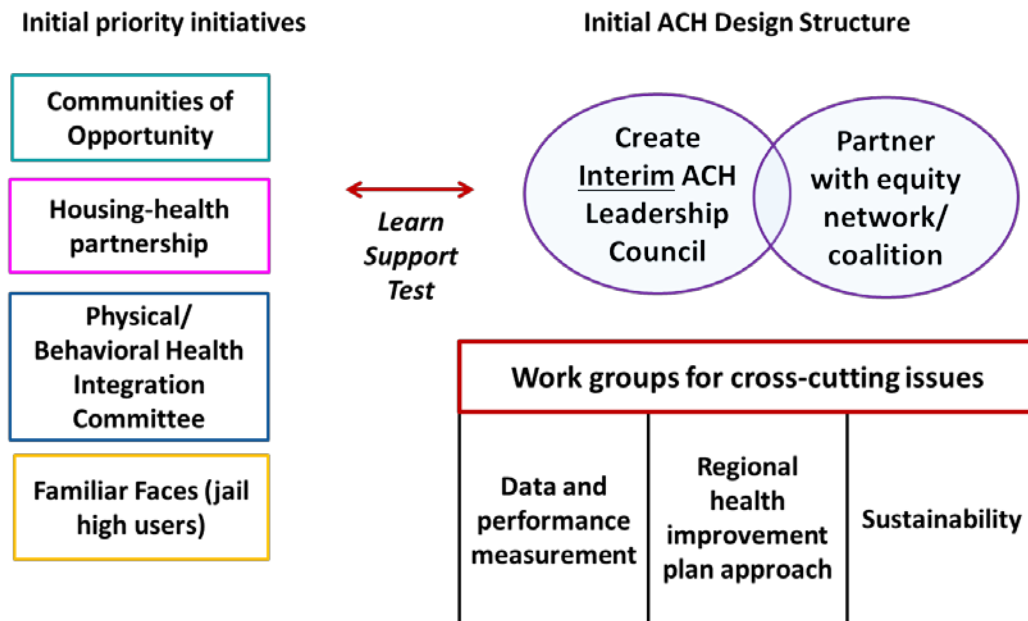 Initial priority initiatives
Communities of
Opportunity
Housing-health
partnership
Physical/
Behavioral Health
Integration
Committee
Familiar Faces (jail
high users)
Learn
Support
Test
Initial ACH Design Structure
Create
Interim ACH
Leadership
Council
Partner
with equity
network/
coalition
Work groups for cross-cutting issues
Data and
performance
measurement
Regional
health
improvement
plan approach
Sustainability